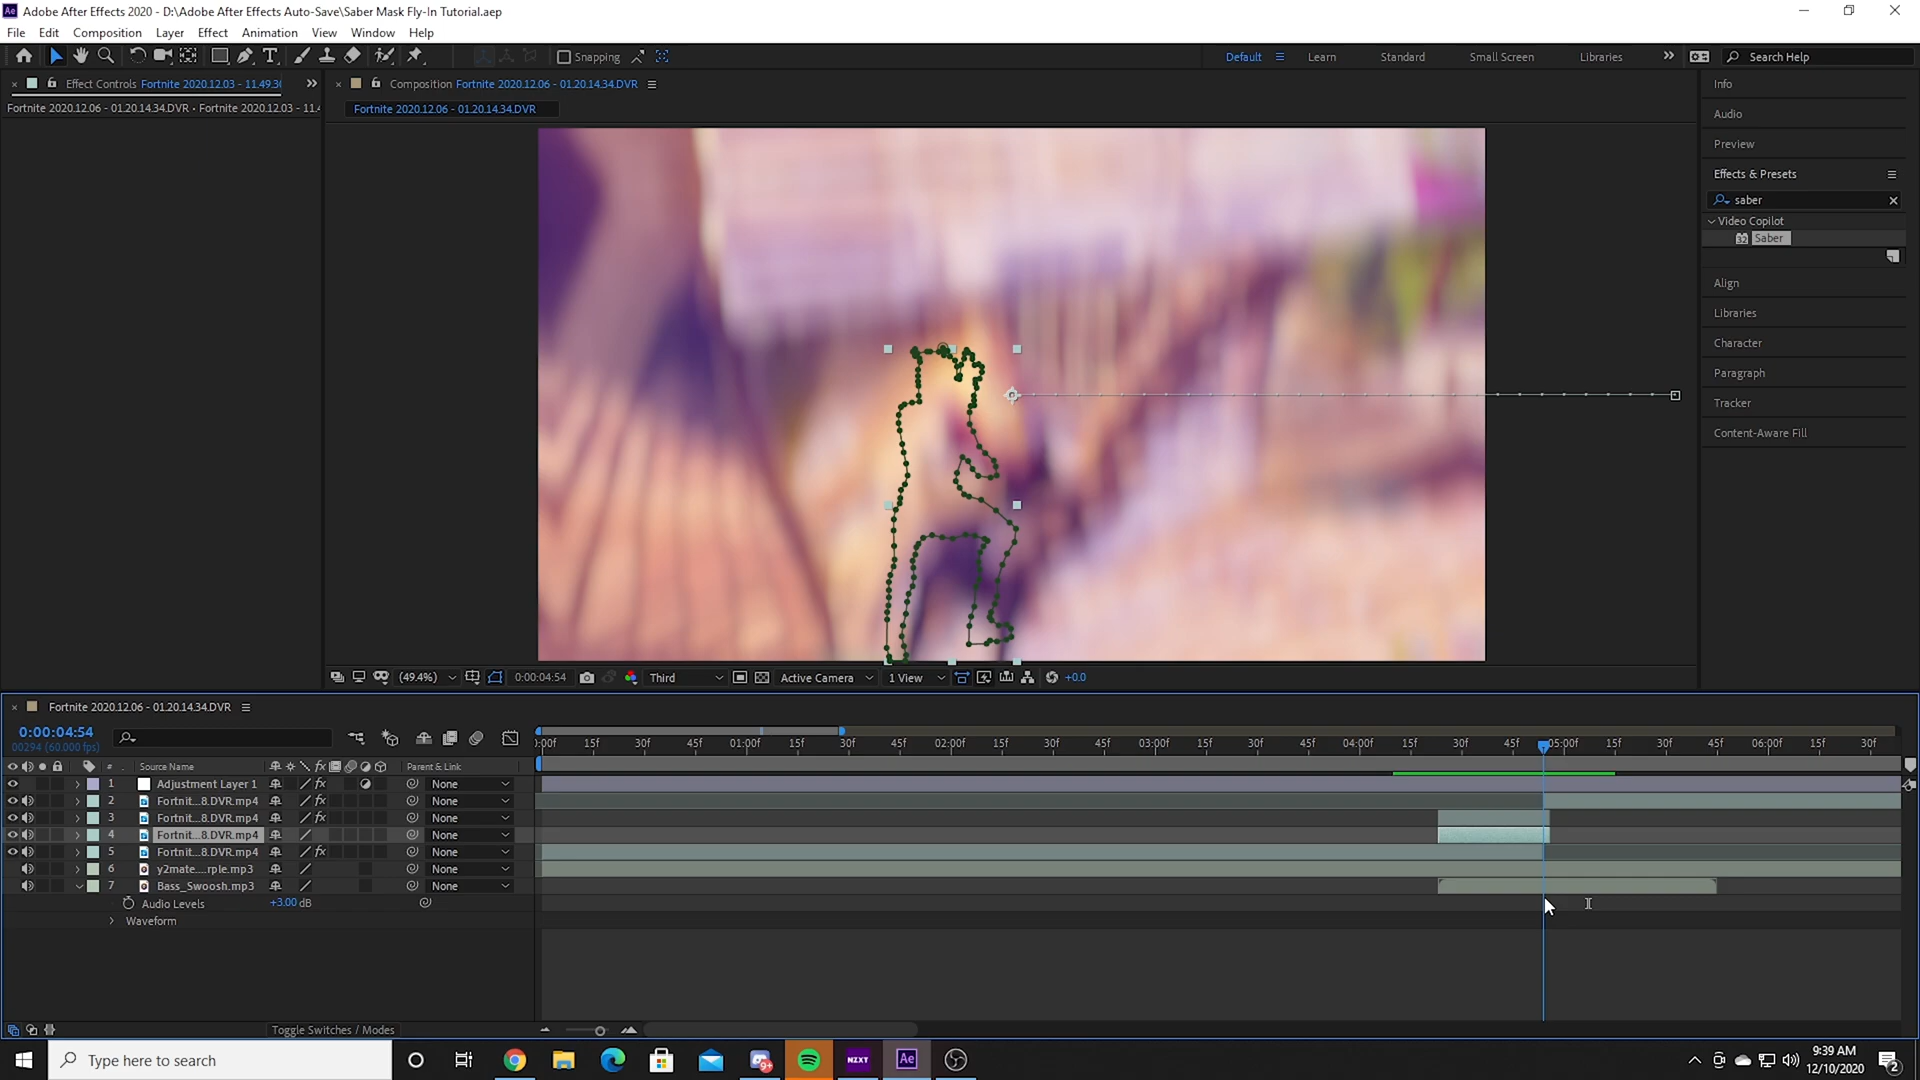 Adobe After Effects 2020 - D:\Adobe After Effects Auto-Save\Saber Mask Fly-In Tutorial.aep
File Edit Composition Layer Effect Animation View Window Help
Snapping Default Learn Standard Small Screen Libraries Search Help
Effect Controls Fortnite 2020.12.03 - 11.49.3
Composition Fortnite 2020.12.06 - 01.20.14.34.DVR
Fortnite 2020.12.06 - 01.20.14.34.DVR • Fortnite 2020.12.03 - 11.4
Fortnite 2020.12.06 - 01.20.14.34.DVR
Info
Audio
Preview
Effects & Presets
saber
Video Copilot
32 Saber
Align
Libraries
Character
Paragraph
Tracker
Content-Aware Fill
(49.4%) 0:00:04:54 Third Active Camera 1 View +0.0
Fortnite 2020.12.06 - 01.20.14.34.DVR
0:00:04:54
00294 (60.000 fps)
:00f 15f 30f 45f 01:00f 15f 30f 45f 02:00f 15f 30f 45f 03:00f 15f 30f 45f 04:00f 15f 30f 45f 05:00f 15f 30f 45f 06:00f 15f 30f
# Source Name Parent & Link
1 Adjustment Layer 1 None
2 Fortnit...8.DVR.mp4 None
3 Fortnit...8.DVR.mp4 None
4 Fortnit...8.DVR.mp4 None
5 Fortnit...8.DVR.mp4 None
6 y2mate....rple.mp3 None
7 Bass_Swoosh.mp3 None
Audio Levels +3.00 dB
Waveform
Toggle Switches / Modes
Type here to search
NZXT
Ae
9:39 AM
12/10/2020
2